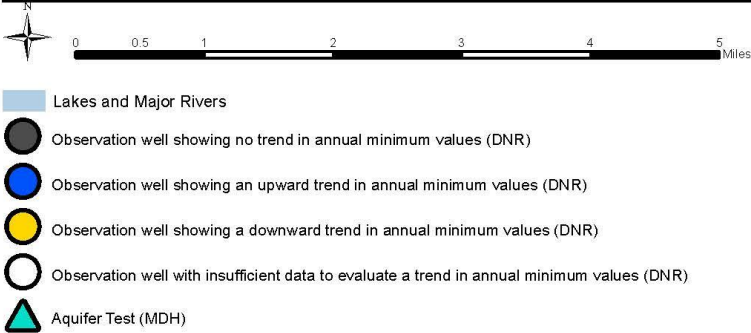 N
0 0.5 1 2 3 4 5 Miles
Lakes and Major Rivers
Observation well showing no trend in annual minimum values (DNR)
Observation well showing an upward trend in annual minimum values (DNR)
Observation well showing a downward trend in annual minimum values (DNR)
Observation well with insufficient data to evaluate a trend in annual minimum values (DNR)
Aquifer Test (MDH)